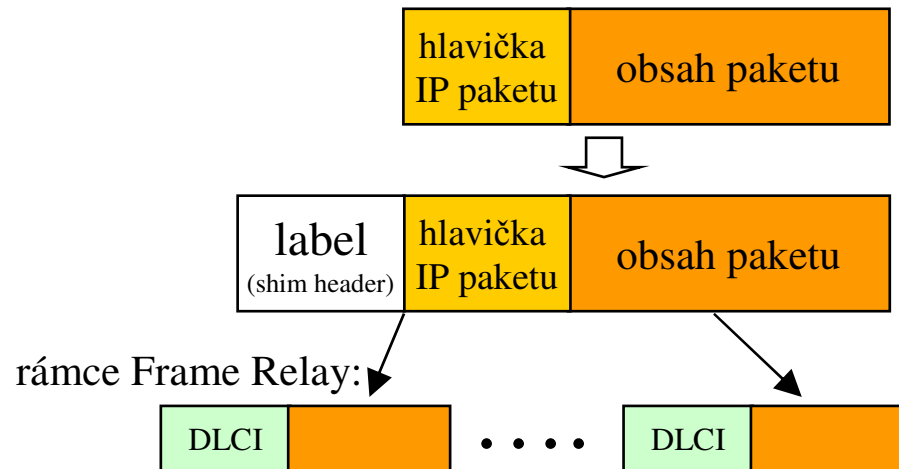 hlavička
IP paketu
obsah paketu
label
(shim header)
hlavička
IP paketu
obsah paketu
rámce Frame Relay:
DLCI
. . . .
DLCI